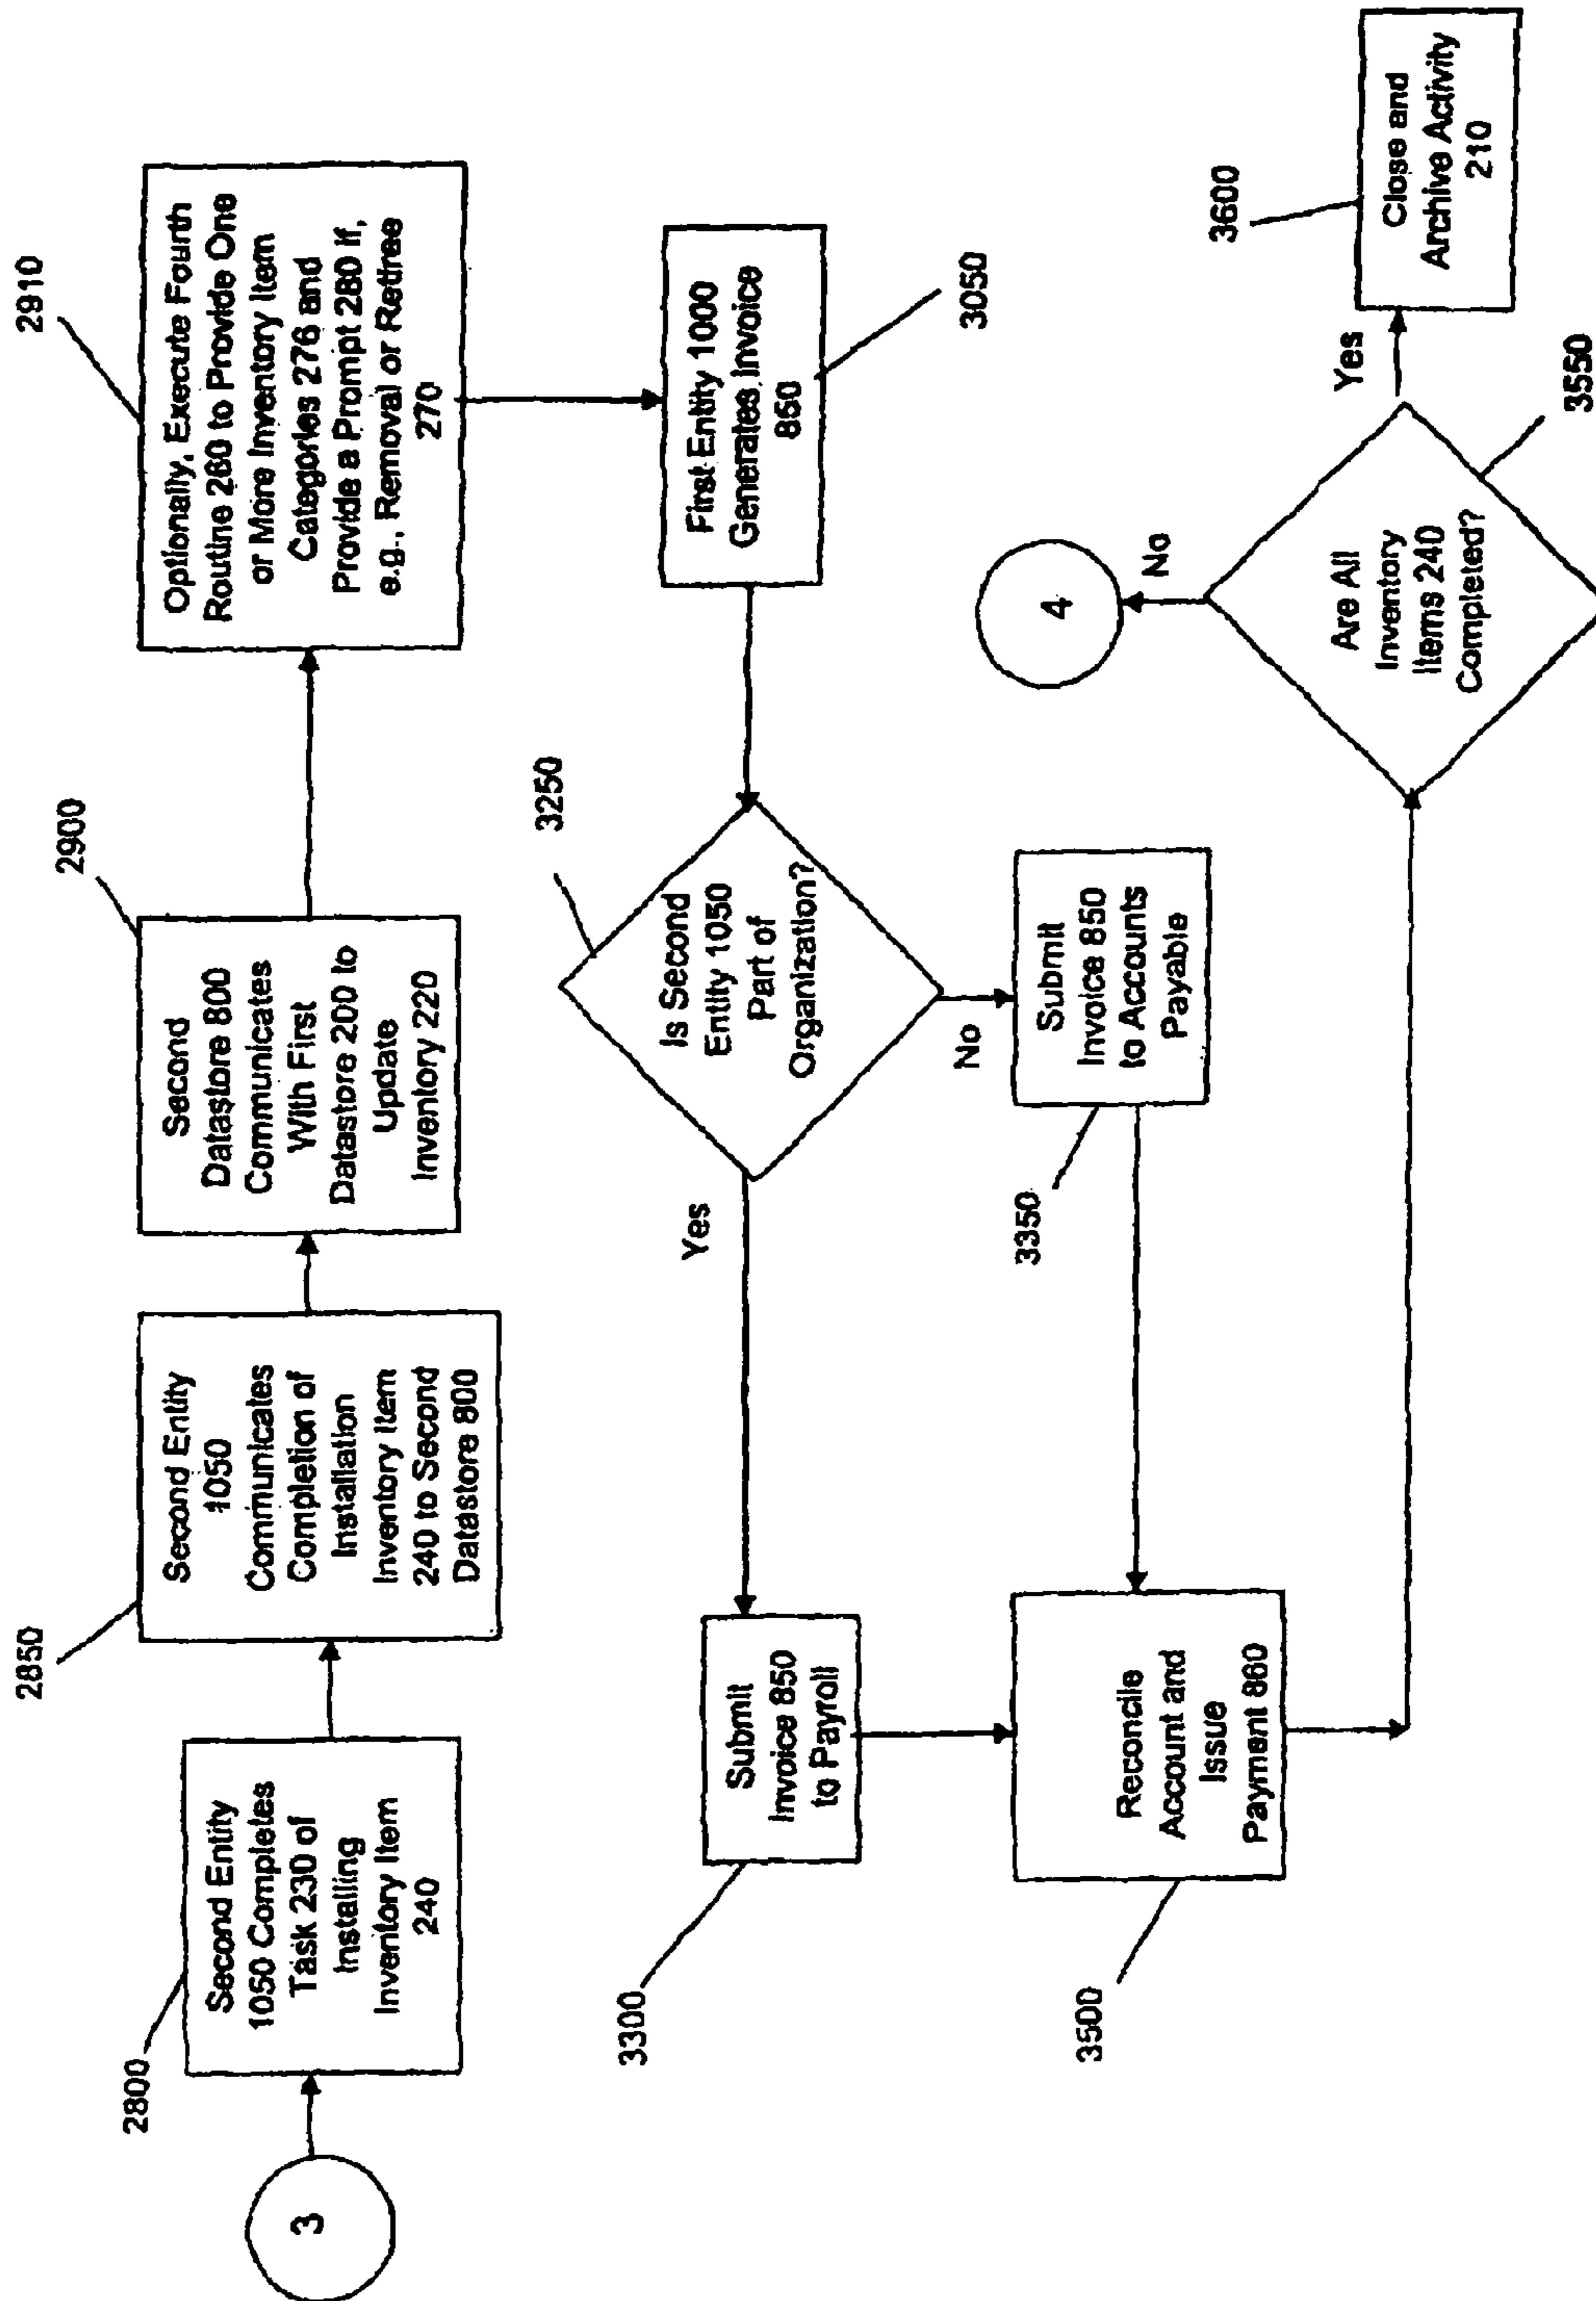 3
2800
Second Entity
1050 Completes
Task 230 of
Installing
Inventory Item
240
2850
Second Entity
1050
Communicates
Completion of
Installation
Inventory Item
240 to Second
Datastore 800
2900
Second
Datastore 800
Communicates
With First
Datastore 200 to
Update
Inventory 220
2910
Optionally, Execute Fourth
Routine 260 to Provide One
or More Inventory Item
Categories 276 and
Provide a Prompt 280 if,
e.g., Removal or Retiree
270
First Entity 1000
Generates Invoice
850
3050
3250
Is Second
Entity 1050
Part of
Organization?
Yes
No
3300
Submit
Invoice 850
to Payroll
3350
Submit
Invoice 850
to Accounts
Payable
3500
Reconcile
Account and
Issue
Payment 860
Are All
Inventory
Items 240
Completed?
3550
No
4
Yes
3600
Close and
Archive Activity
210